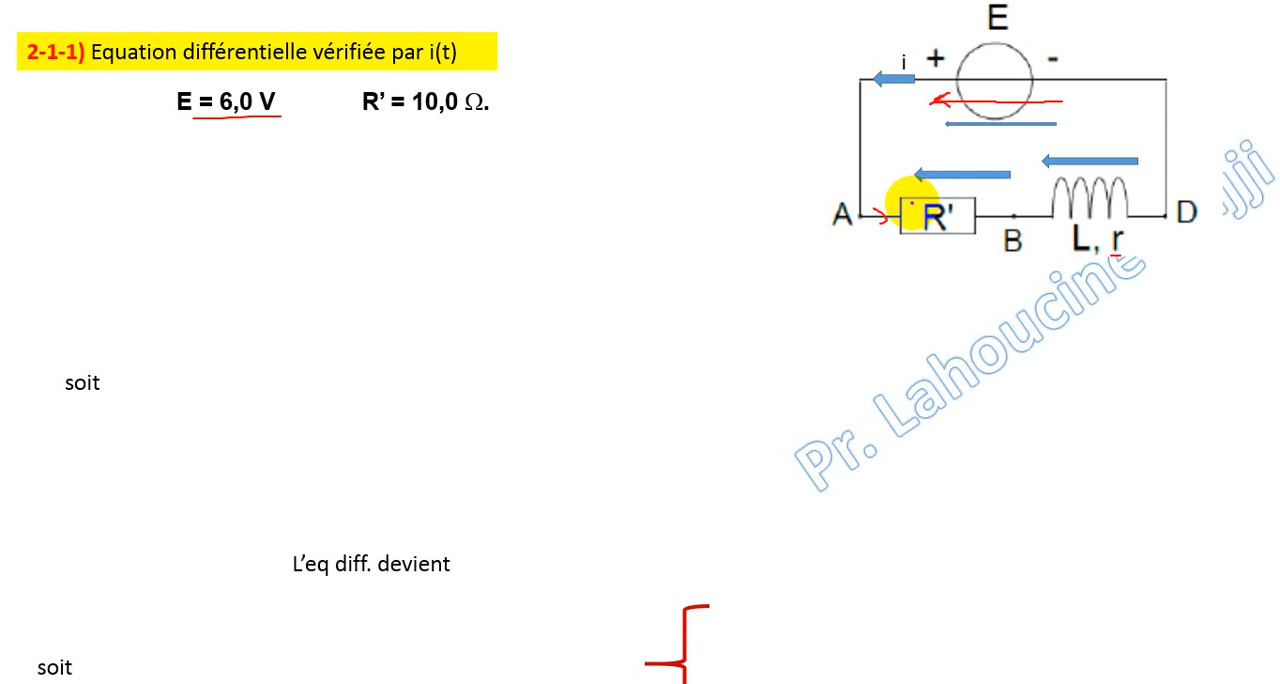 2-1-1) Equation différentielle vérifiée par i(t)
E = 6,0 V R’ = 10,0 Ω.
E
i + -
A R' B L, r D
soit
L’eq diff. devient
soit
Pr. Lahoucine